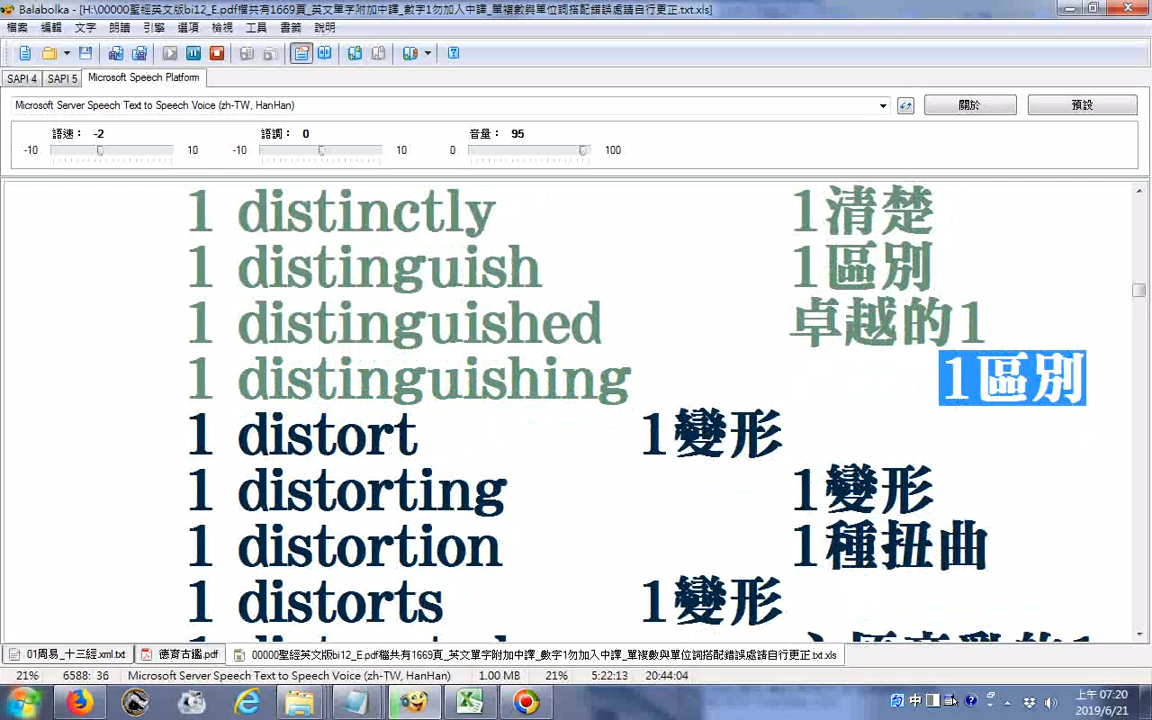 Balabolka - [H:\00000聖經英文版bi12_E.pdf檔共有1669頁_英文單字附加中譯_數字1勿加入中譯_單複數與單位詞搭配錯誤處請自行更正.txt.xls]
檔案 編輯 文字 朗讀 引擎 選項 檢視 工具 書籤 說明
SAPI 4 SAPI 5 Microsoft Speech Platform
Microsoft Server Speech Text to Speech Voice (zh-TW, HanHan) 關於 預設
語速： -2 語調： 0 音量： 95
-10 10 -10 10 0 100
1 distinctly 1清楚
1 distinguish 1區別
1 distinguished 卓越的1
1 distinguishing 1區別
1 distort 1變形
1 distorting 1變形
1 distortion 1種扭曲
1 distorts 1變形
01周易_十三經.xml.txt 德育古鑑.pdf 00000聖經英文版bi12_E.pdf檔共有1669頁_英文單字附加中譯_數字1勿加入中譯_單複數與單位詞搭配錯誤處請自行更正.txt.xls
21% 6588: 36 Microsoft Server Speech Text to Speech Voice (zh-TW, HanHan) 1.00 MB 21% 5:22:13 20:44:04
中 上午 07:20
2019/6/21